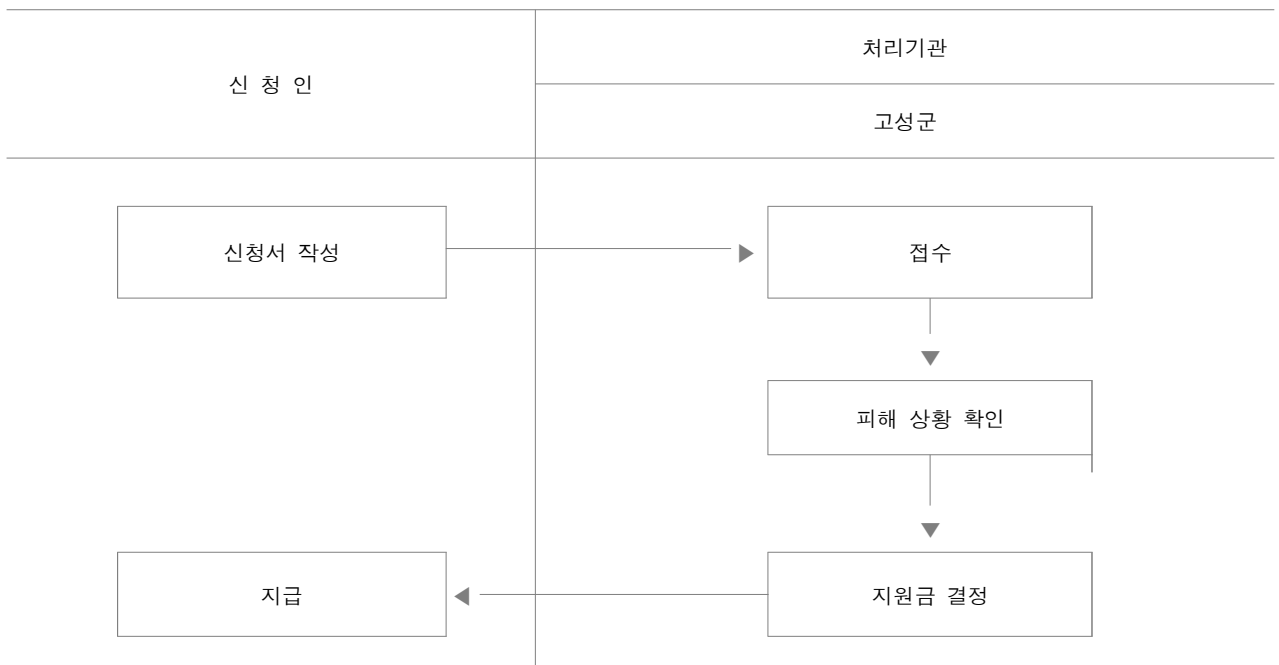 신 청 인
처리기관
고성군
신청서 작성
접수
피해 상황 확인
지급
지원금 결정